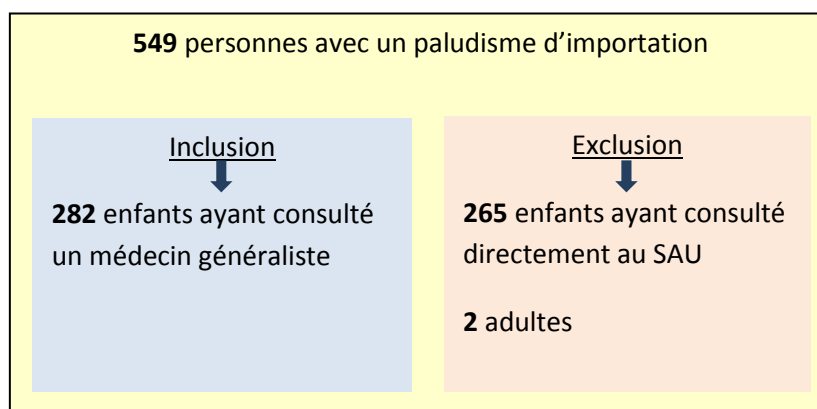 549 personnes avec un paludisme d’importation
Inclusion
282 enfants ayant consulté
un médecin généraliste
Exclusion
265 enfants ayant consulté
directement au SAU
2 adultes